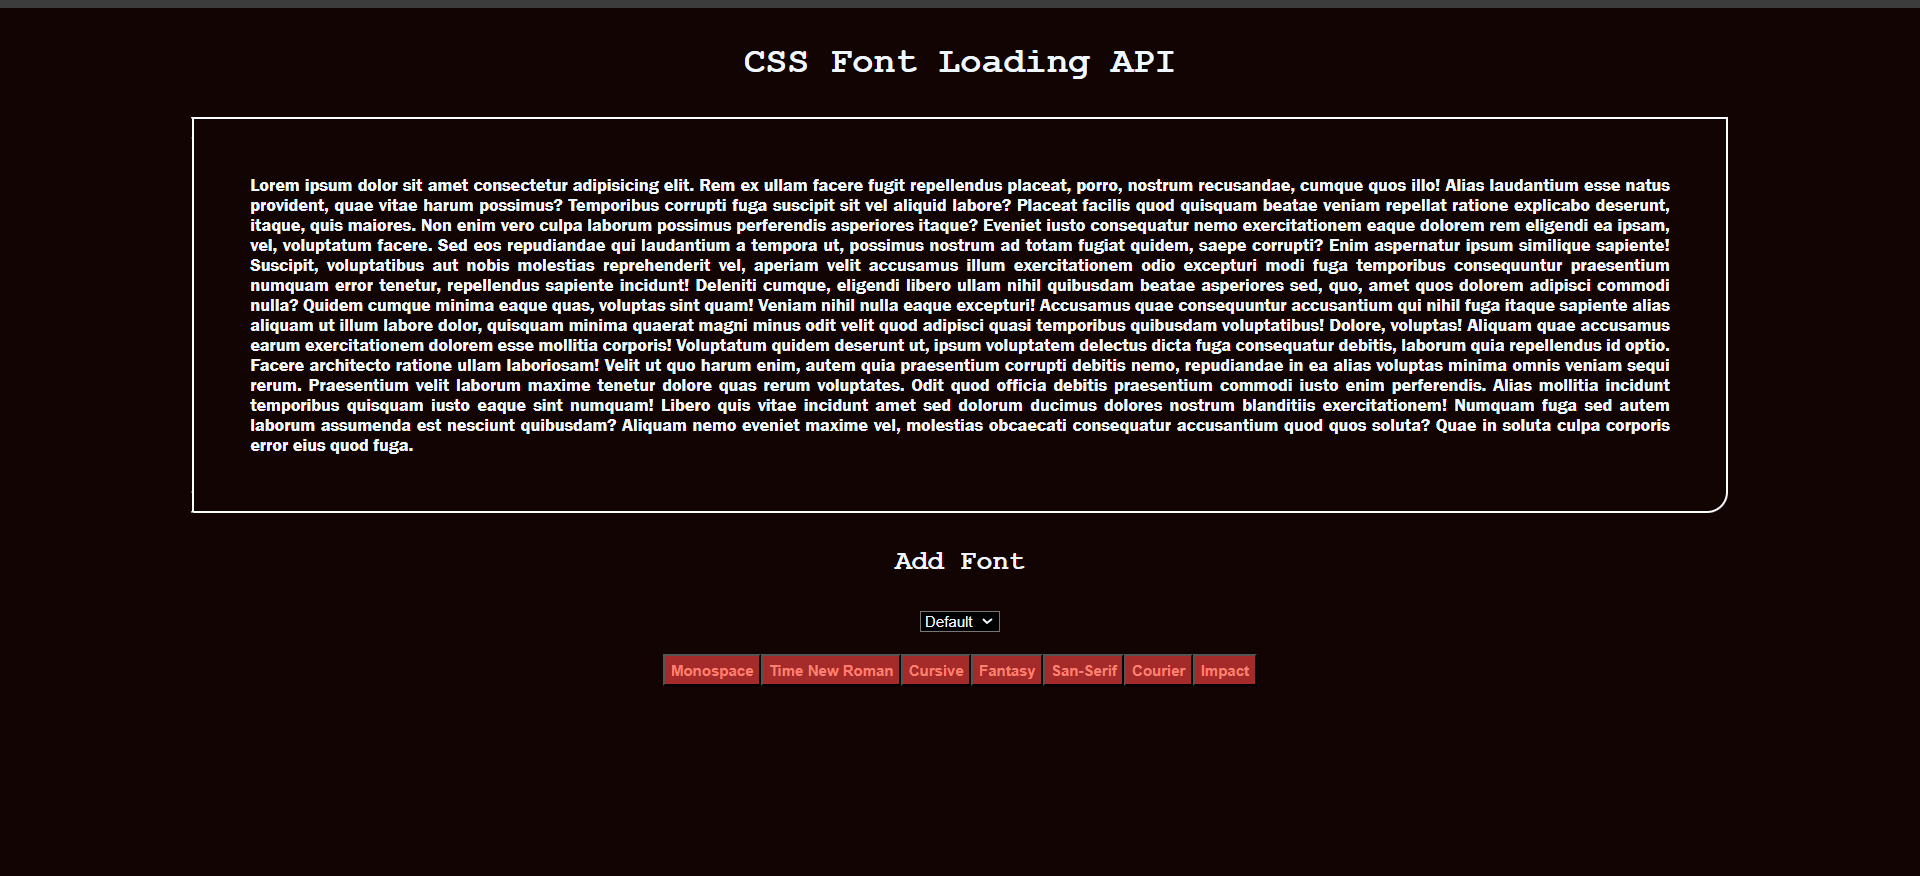 CSS Font Loading API
Lorem ipsum dolor sit amet consectetur adipisicing elit. Rem ex ullam facere fugit repellendus placeat, porro, nostrum recusandae, cumque quos illo! Alias laudantium esse natus
provident, quae vitae harum possimus? Temporibus corrupti fuga suscipit sit vel aliquid labore? Placeat facilis quod quisquam beatae veniam repellat ratione explicabo deserunt,
itaque, quis maiores. Non enim vero culpa laborum possimus perferendis asperiores itaque? Eveniet iusto consequatur nemo exercitationem eaque dolorem rem eligendi ea ipsam,
vel, voluptatum facere. Sed eos repudiandae qui laudantium a tempora ut, possimus nostrum ad totam fugiat quidem, saepe corrupti? Enim aspernatur ipsum similique sapiente!
Suscipit, voluptatibus aut nobis molestias reprehenderit vel, aperiam velit accusamus illum exercitationem odio excepturi modi fuga temporibus consequuntur praesentium
numquam error tenetur, repellendus sapiente incidunt! Deleniti cumque, eligendi libero ullam nihil quibusdam beatae asperiores sed, quo, amet quos dolorem adipisci commodi
nulla? Quidem cumque minima eaque quas, voluptas sint quam! Veniam nihil nulla eaque excepturi! Accusamus quae consequuntur accusantium qui nihil fuga itaque sapiente alias
aliquam ut illum labore dolor, quisquam minima quaerat magni minus odit velit quod adipisci quasi temporibus quibusdam voluptatibus! Dolore, voluptas! Aliquam quae accusamus
earum exercitationem dolorem esse mollitia corporis! Voluptatum quidem deserunt ut, ipsum voluptatem delectus dicta fuga consequatur debitis, laborum quia repellendus id optio.
Facere architecto ratione ullam laboriosam! Velit ut quo harum enim, autem quia praesentium corrupti debitis nemo, repudiandae in ea alias voluptas minima omnis veniam sequi
rerum. Praesentium velit laborum maxime tenetur dolore quas rerum voluptates. Odit quod officia debitis praesentium commodi iusto enim perferendis. Alias mollitia incidunt
temporibus quisquam iusto eaque sint numquam! Libero quis vitae incidunt amet sed dolorum ducimus dolores nostrum blanditiis exercitationem! Numquam fuga sed autem
laborum assumenda est nesciunt quibusdam? Aliquam nemo eveniet maxime vel, molestias obcaecati consequatur accusantium quod quos soluta? Quae in soluta culpa corporis
error eius quod fuga.
Add Font
Default
Monospace Time New Roman Cursive Fantasy San-Serif Courier Impact